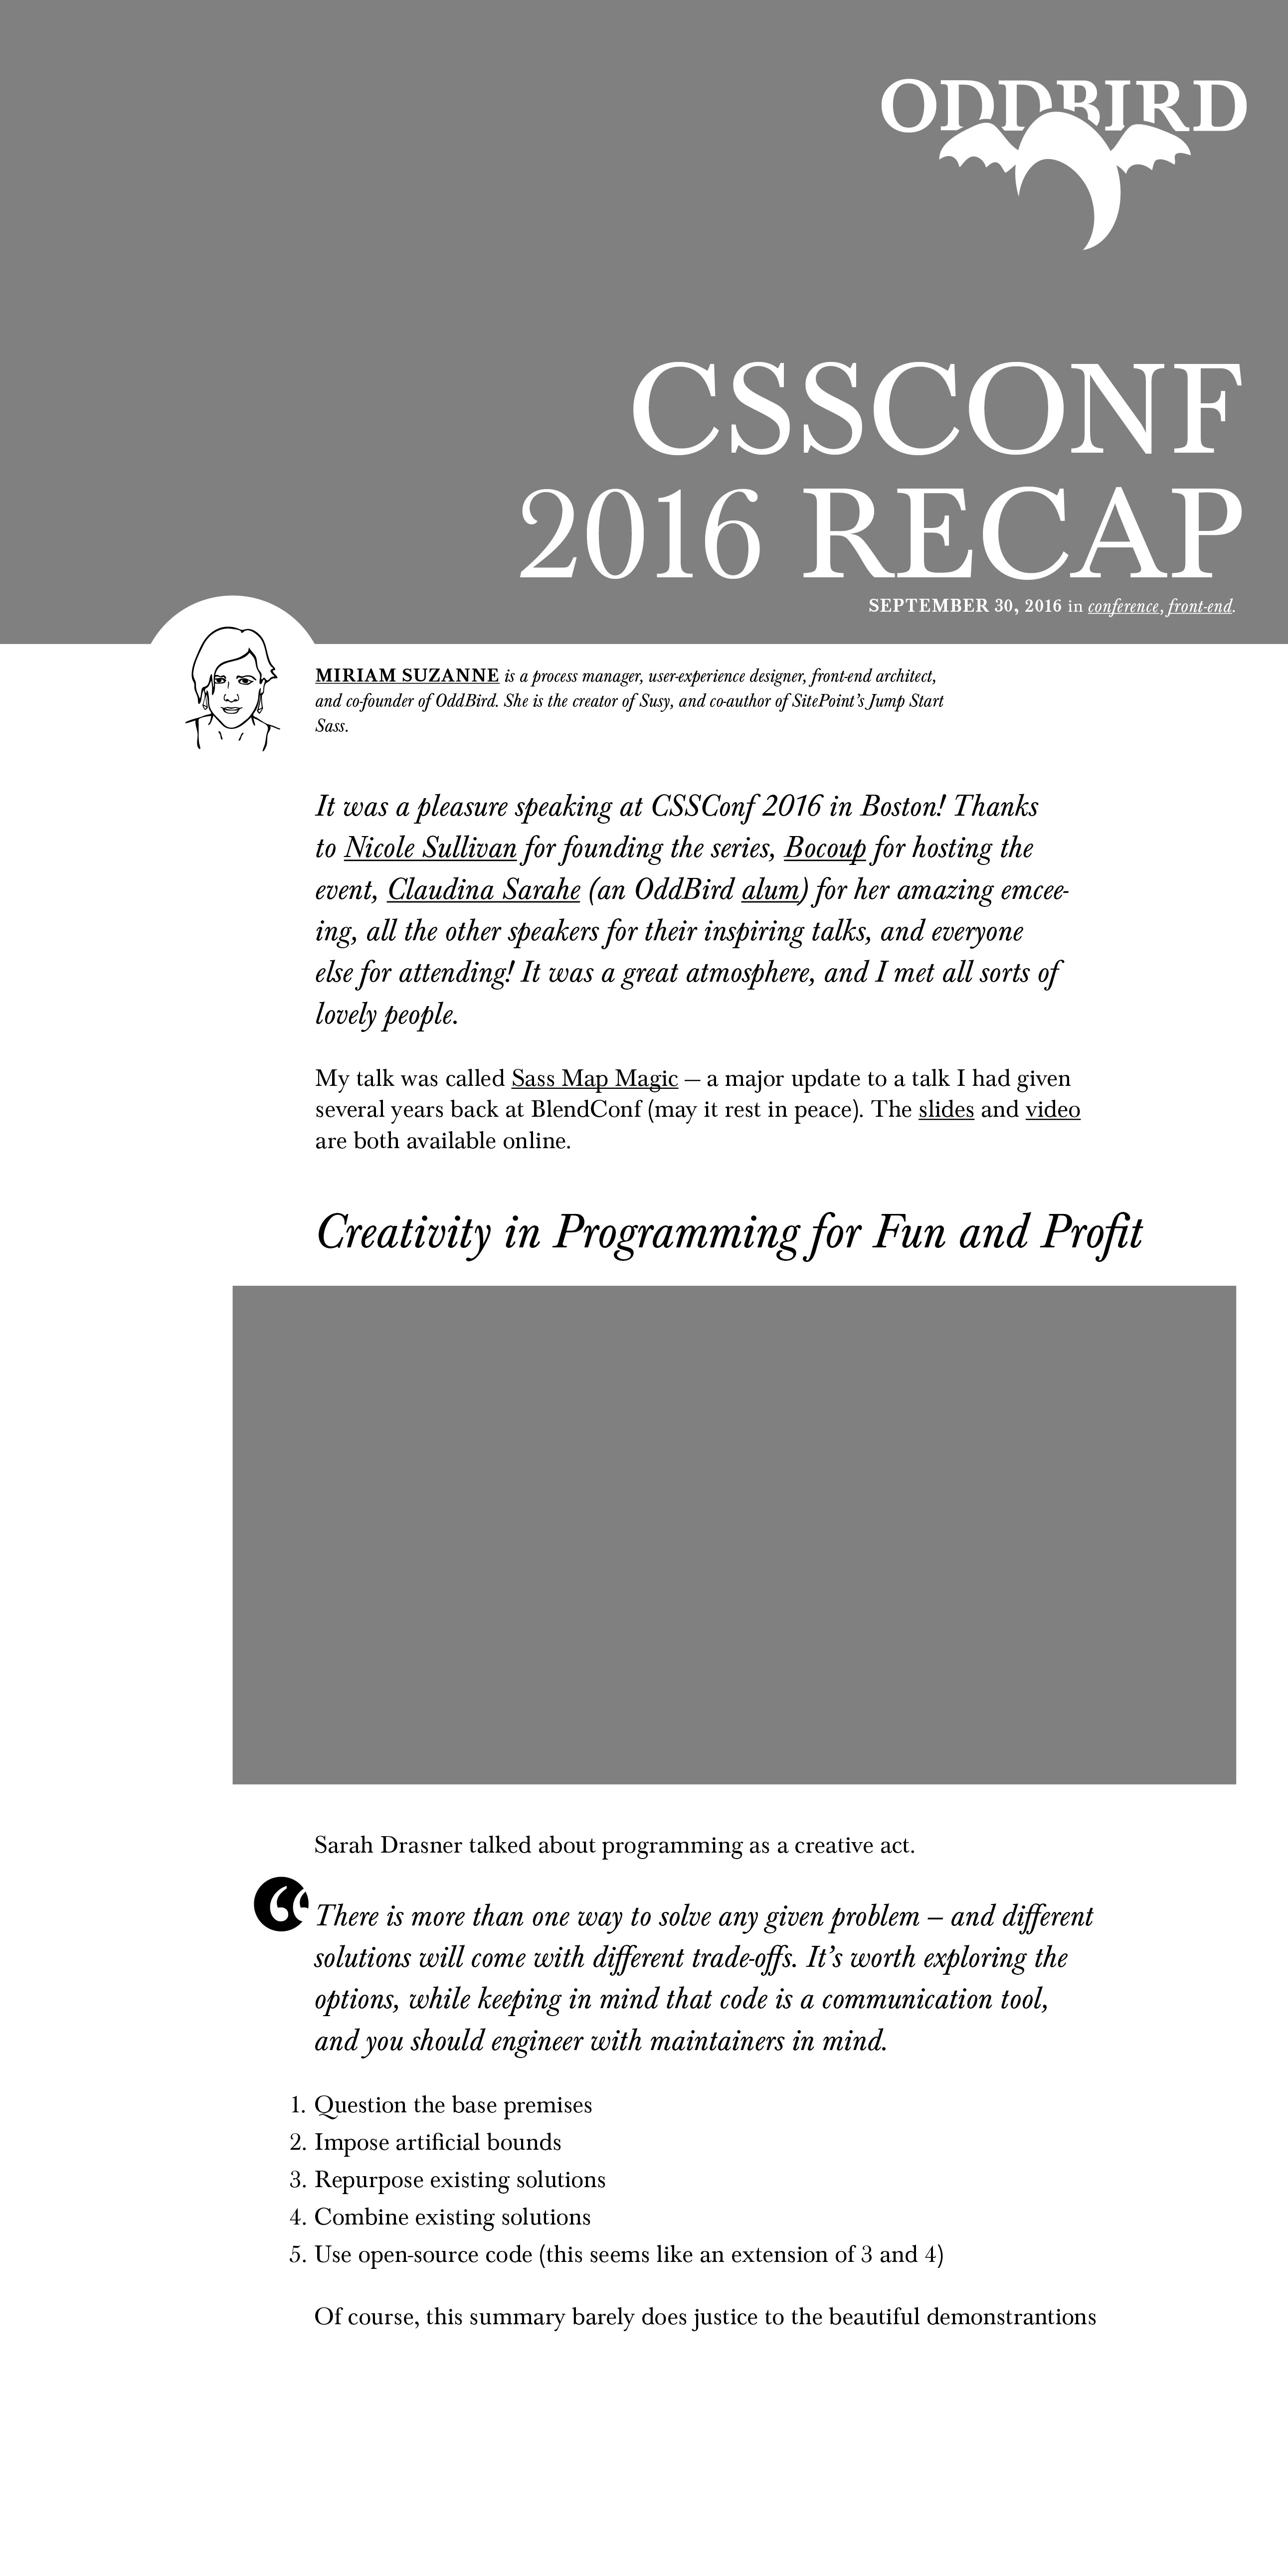 ODDBIRD
CSSCONF
2016 RECAP
SEPTEMBER 30, 2016 in conference, front-end.
MIRIAM SUZANNE is a process manager, user-experience designer, front-end architect,
and co-founder of OddBird. She is the creator of Susy, and co-author of SitePoint’s Jump Start
Sass.
It was a pleasure speaking at CSSConf 2016 in Boston! Thanks
to Nicole Sullivan for founding the series, Bocoup for hosting the
event, Claudina Sarahe (an OddBird alum) for her amazing emcee-
ing, all the other speakers for their inspiring talks, and everyone
else for attending! It was a great atmosphere, and I met all sorts of
lovely people.
My talk was called Sass Map Magic – a major update to a talk I had given
several years back at BlendConf (may it rest in peace). The slides and video
are both available online.
Creativity in Programming for Fun and Profit
Sarah Drasner talked about programming as a creative act.
“
There is more than one way to solve any given problem – and different
solutions will come with different trade-offs. It’s worth exploring the
options, while keeping in mind that code is a communication tool,
and you should engineer with maintainers in mind.
1. Question the base premises
2. Impose artificial bounds
3. Repurpose existing solutions
4. Combine existing solutions
5. Use open-source code (this seems like an extension of 3 and 4)
Of course, this summary barely does justice to the beautiful demonstrantions